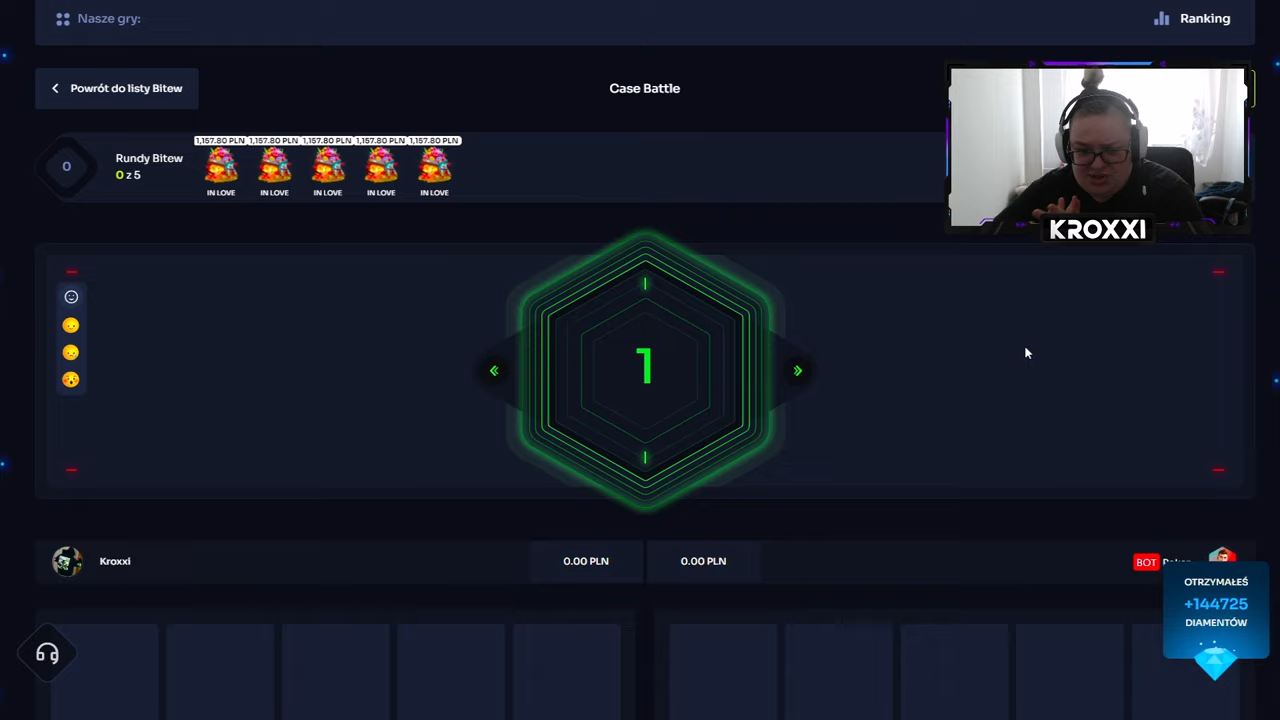 Nasze gry:
Ranking
Powrót do listy Bitew
Case Battle
0
Rundy Bitew
0 z 5
1,157.80 PLN 1,157.80 PLN 1,157.80 PLN 1,157.80 PLN 1,157.80 PLN
IN LOVE IN LOVE IN LOVE IN LOVE IN LOVE
KROXXI
1
Kroxxi
0.00 PLN
0.00 PLN
BOT
OTRZYMAŁEŚ
+144725
DIAMENTÓW